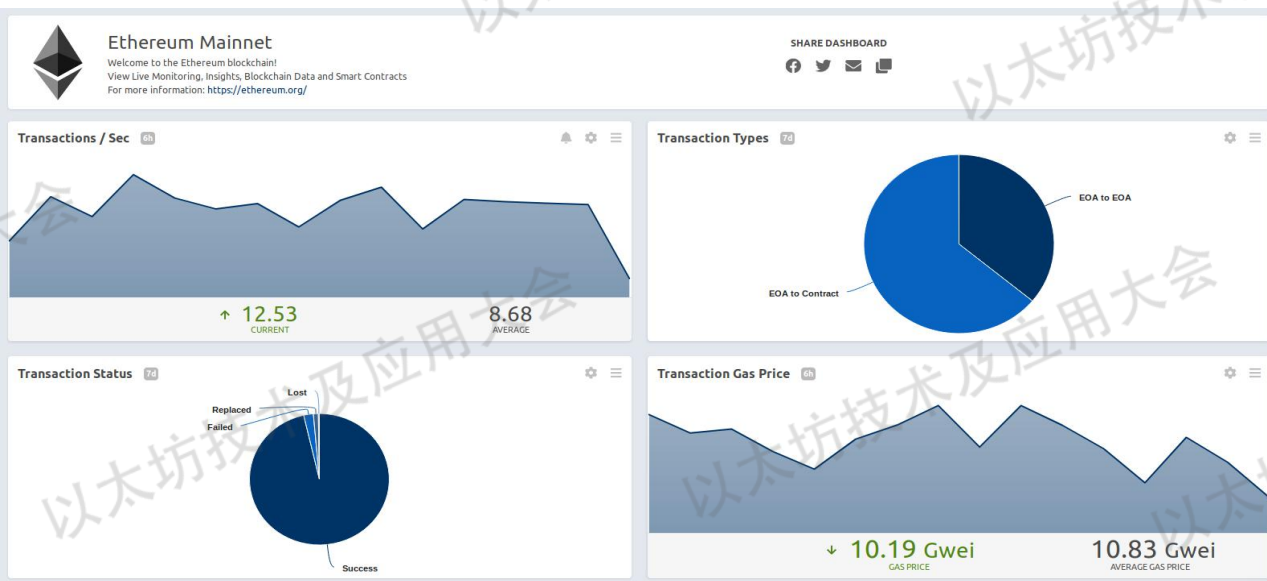 Ethereum Mainnet
Welcome to the Ethereum blockchain!
View Live Monitoring, Insights, Blockchain Data and Smart Contracts
For more information: https://ethereum.org/
SHARE DASHBOARD
Transactions / Sec 6h
12.53
CURRENT
8.68
AVERAGE
Transaction Types 7d
EOA to EOA
EOA to Contract
Transaction Status 7d
Lost
Replaced
Failed
Success
Transaction Gas Price 6h
10.19 Gwei
GAS PRICE
10.83 Gwei
AVERAGE GAS PRICE
以太坊技术及应用大会
以太坊技术及应用大会